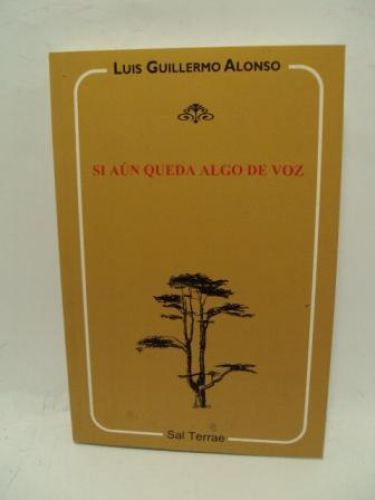 LUIS GUILLERMO ALONSO
SI AÚN QUEDA ALGO DE VOZ
Sal Terrae